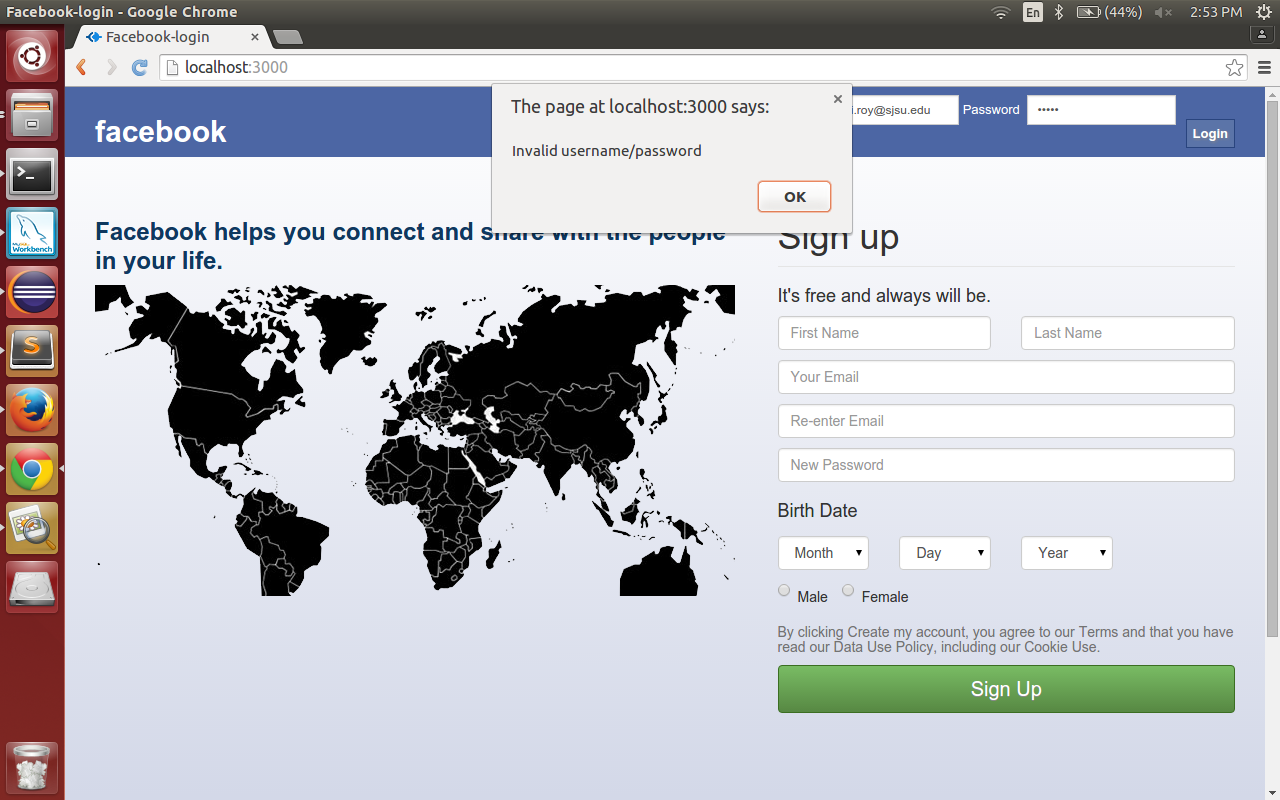 Facebook-login - Google Chrome
En
(44%)
2:53 PM
Facebook-login
localhost:3000
The page at localhost:3000 says:
Invalid username/password
OK
facebook
i.roy@sjsu.edu
Password
•••••
Login
Facebook helps you connect and share with the people
in your life.
Sign up
It's free and always will be.
First Name
Last Name
Your Email
Re-enter Email
New Password
Birth Date
Month
Day
Year
Male
Female
By clicking Create my account, you agree to our Terms and that you have
read our Data Use Policy, including our Cookie Use.
Sign Up
Workbench
S